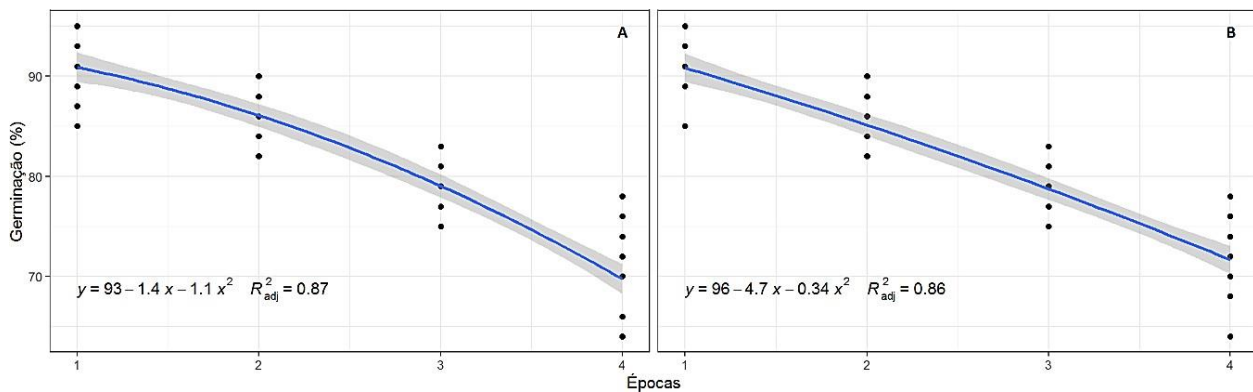 A
B
Germinação (%)
90
80
70
y = 93 − 1.4 x − 1.1 x² R²adj = 0.87
y = 96 − 4.7 x − 0.34 x² R²adj = 0.86
1 2 3 4
1 2 3 4
Épocas